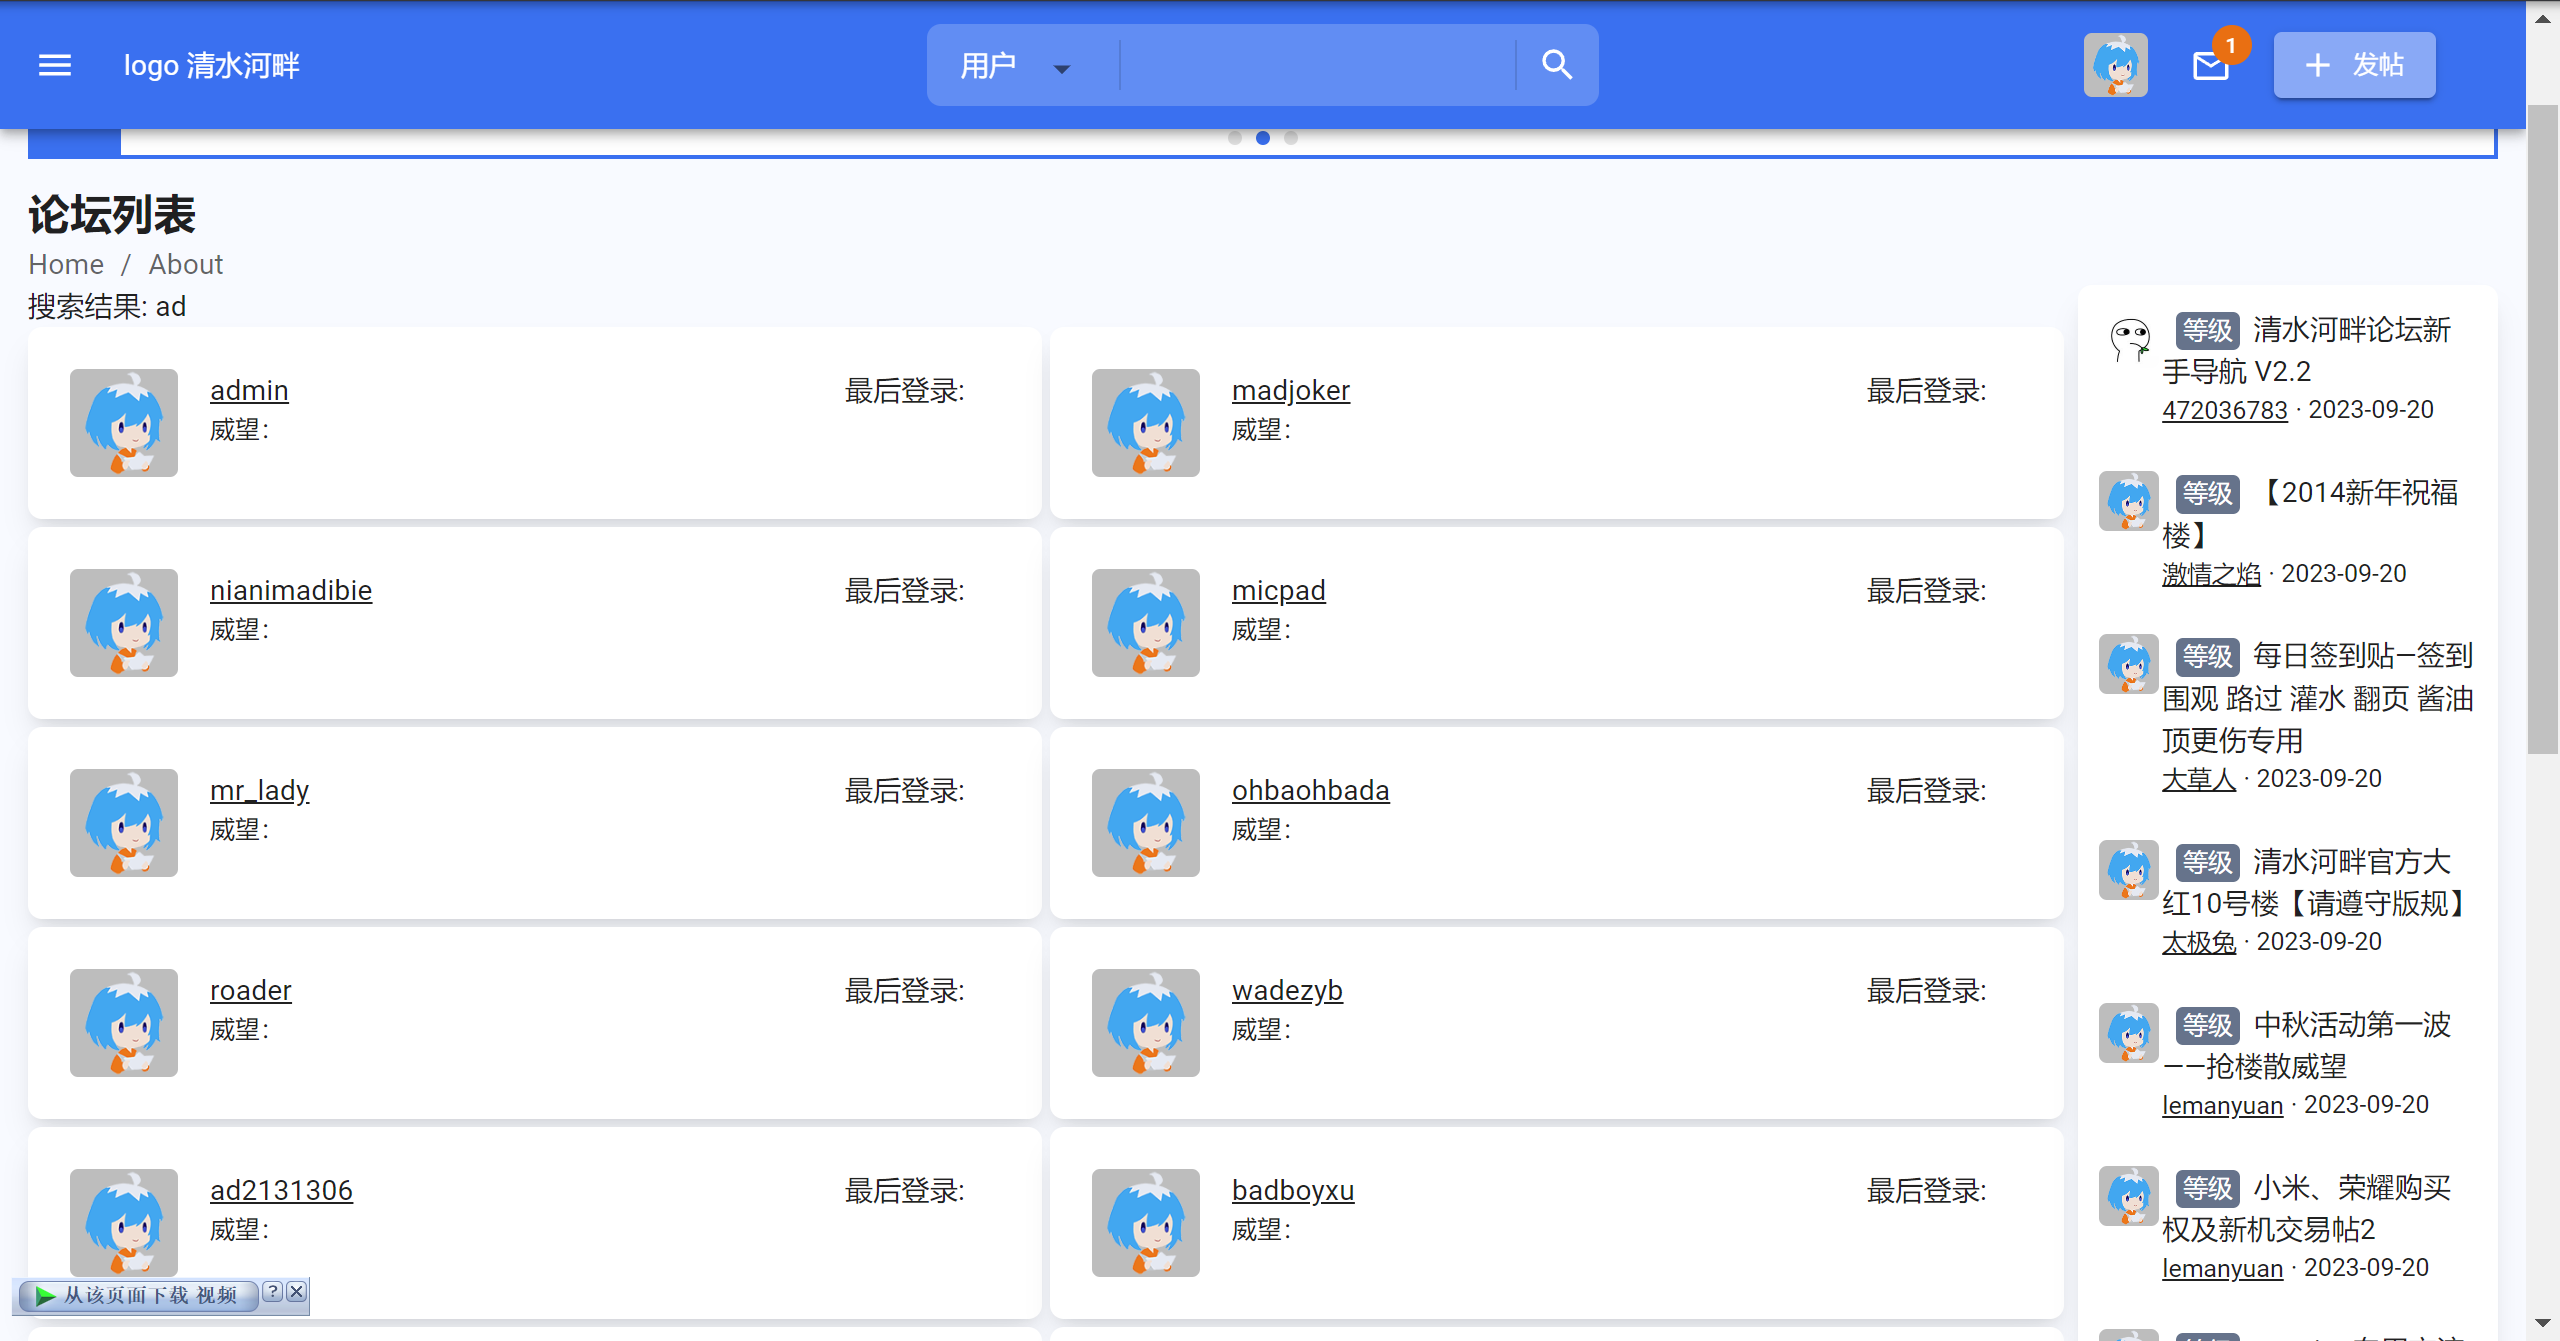 logo 清水河畔
用户
1
发帖
论坛列表
Home / About
搜索结果: ad
admin
最后登录:
威望:
madjoker
最后登录:
威望:
nianimadibie
最后登录:
威望:
micpad
最后登录:
威望:
mr_lady
最后登录:
威望:
ohbaohbada
最后登录:
威望:
roader
最后登录:
威望:
wadezyb
最后登录:
威望:
ad2131306
最后登录:
威望:
badboyxu
最后登录:
威望:
等级 清水河畔论坛新
手导航 V2.2
472036783 · 2023-09-20
等级 【2014新年祝福
楼】
激情之焰 · 2023-09-20
等级 每日签到贴—签到
围观 路过 灌水 翻页 酱油
顶更伤专用
大草人 · 2023-09-20
等级 清水河畔官方大
红10号楼【请遵守版规】
太极兔 · 2023-09-20
等级 中秋活动第一波
——抢楼散威望
lemanyuan · 2023-09-20
等级 小米、荣耀购买
权及新机交易帖2
lemanyuan · 2023-09-20
从该页面下载 视频 ?